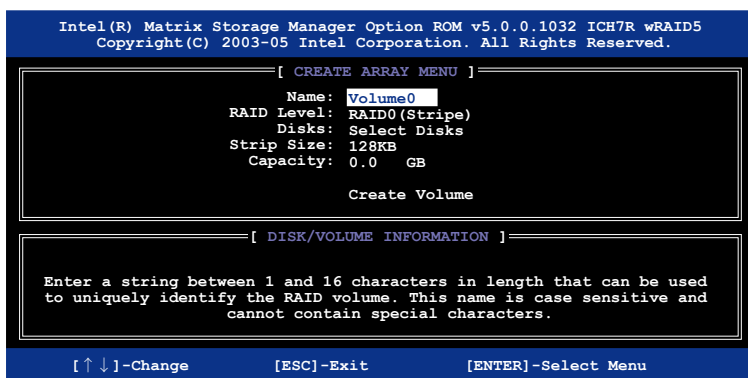 Intel(R) Matrix Storage Manager Option ROM v5.0.0.1032 ICH7R wRAID5
Copyright(C) 2003-05 Intel Corporation. All Rights Reserved.
[ CREATE ARRAY MENU ]
Name: Volume0
RAID Level: RAID0(Stripe)
Disks: Select Disks
Strip Size: 128KB
Capacity: 0.0 GB
Create Volume
[ DISK/VOLUME INFORMATION ]
Enter a string between 1 and 16 characters in length that can be used
to uniquely identify the RAID volume. This name is case sensitive and
cannot contain special characters.
[↑↓]-Change [ESC]-Exit [ENTER]-Select Menu